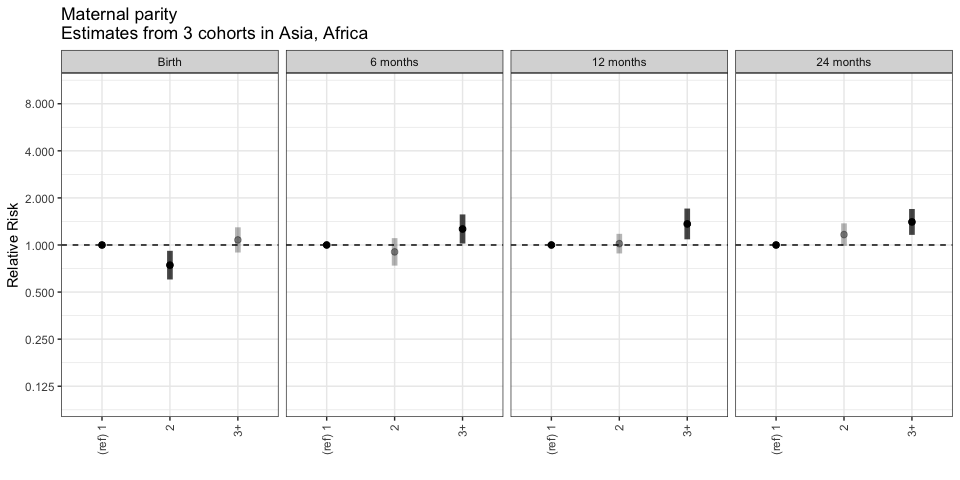 Maternal parity
Estimates from 3 cohorts in Asia, Africa
Birth
6 months
12 months
24 months
Relative Risk
8.000
4.000
2.000
1.000
0.500
0.250
0.125
(ref) 1
2
3+
(ref) 1
2
3+
(ref) 1
2
3+
(ref) 1
2
3+